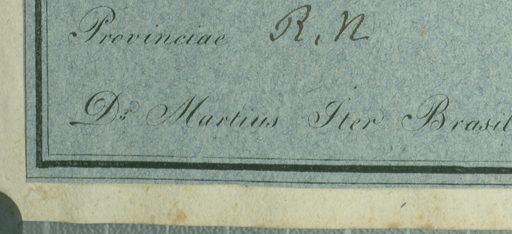 Provinciae R. N
Dr. Martius Iter Brasil